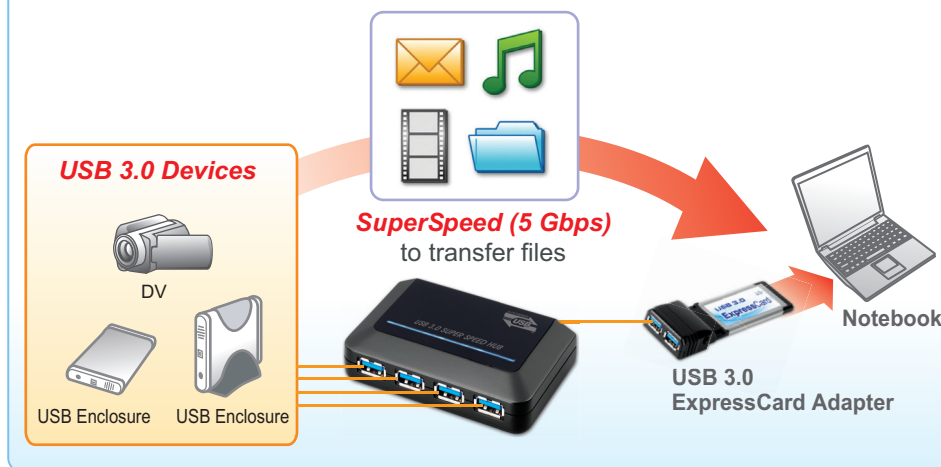 USB 3.0 Devices
DV
USB Enclosure
USB Enclosure
SuperSpeed (5 Gbps)
to transfer files
USB
USB 3.0 SUPER SPEED HUB
USB 3.0
ExpressCard
USB 3.0
ExpressCard Adapter
Notebook